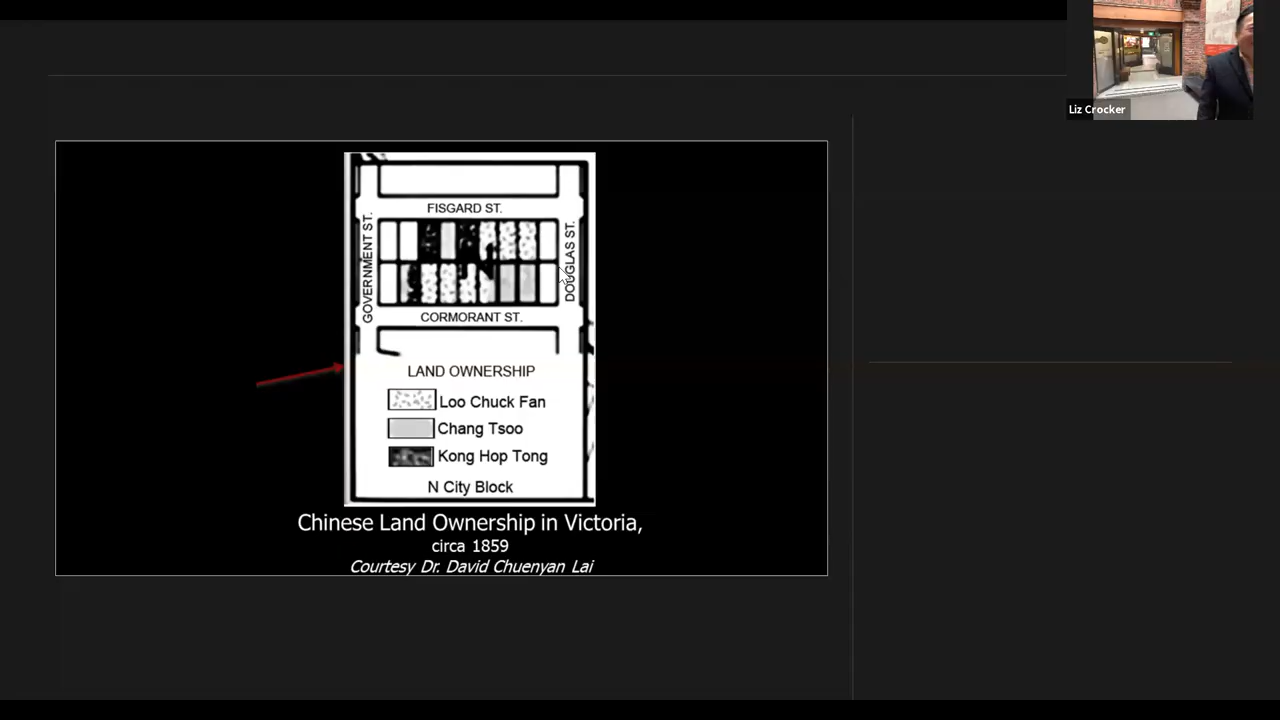 Liz Crocker
FISGARD ST.
GOVERNMENT ST.
DOUGLAS ST.
CORMORANT ST.
LAND OWNERSHIP
Loo Chuck Fan
Chang Tsoo
Kong Hop Tong
N City Block
Chinese Land Ownership in Victoria,
circa 1859
Courtesy Dr. David Chuenyan Lai